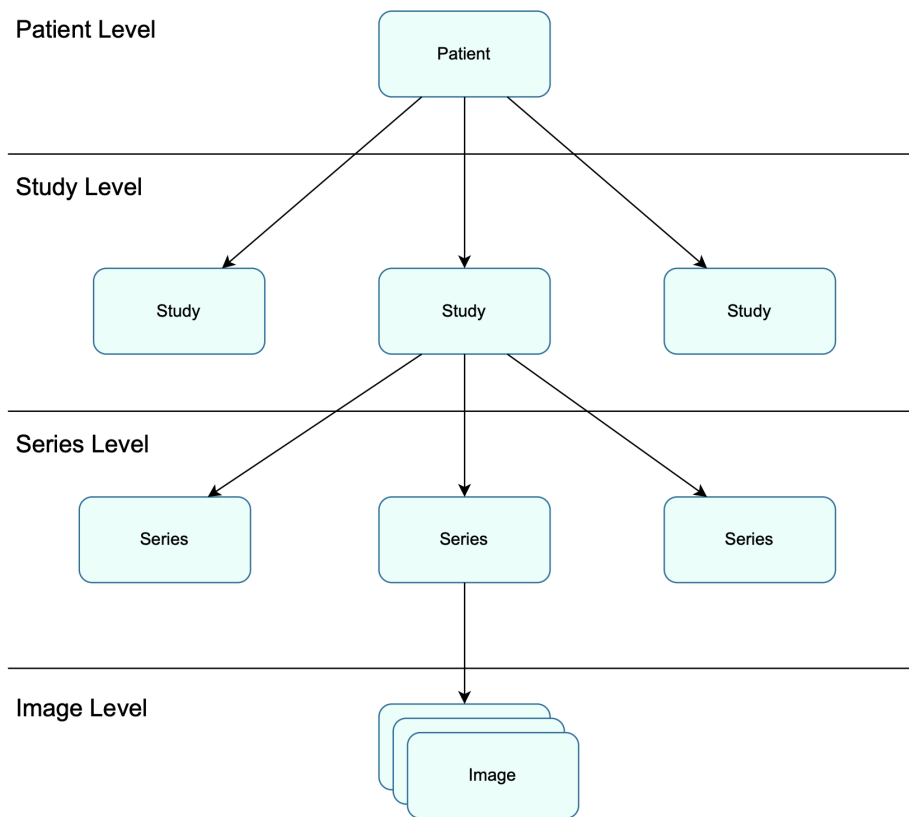 Patient Level
Patient
Study Level
Study
Study
Study
Series Level
Series
Series
Series
Image Level
Image